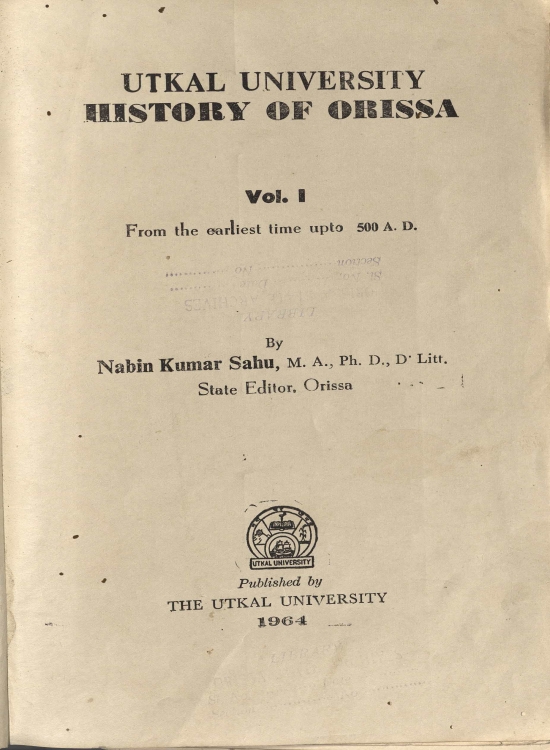 UTKAL UNIVERSITY
HISTORY OF ORISSA
Vol. I
From the earliest time upto 500 A. D.
By
Nabin Kumar Sahu, M. A., Ph. D., D' Litt.
State Editor, Orissa
UTKAL UNIVERSITY
Published by
THE UTKAL UNIVERSITY
1964